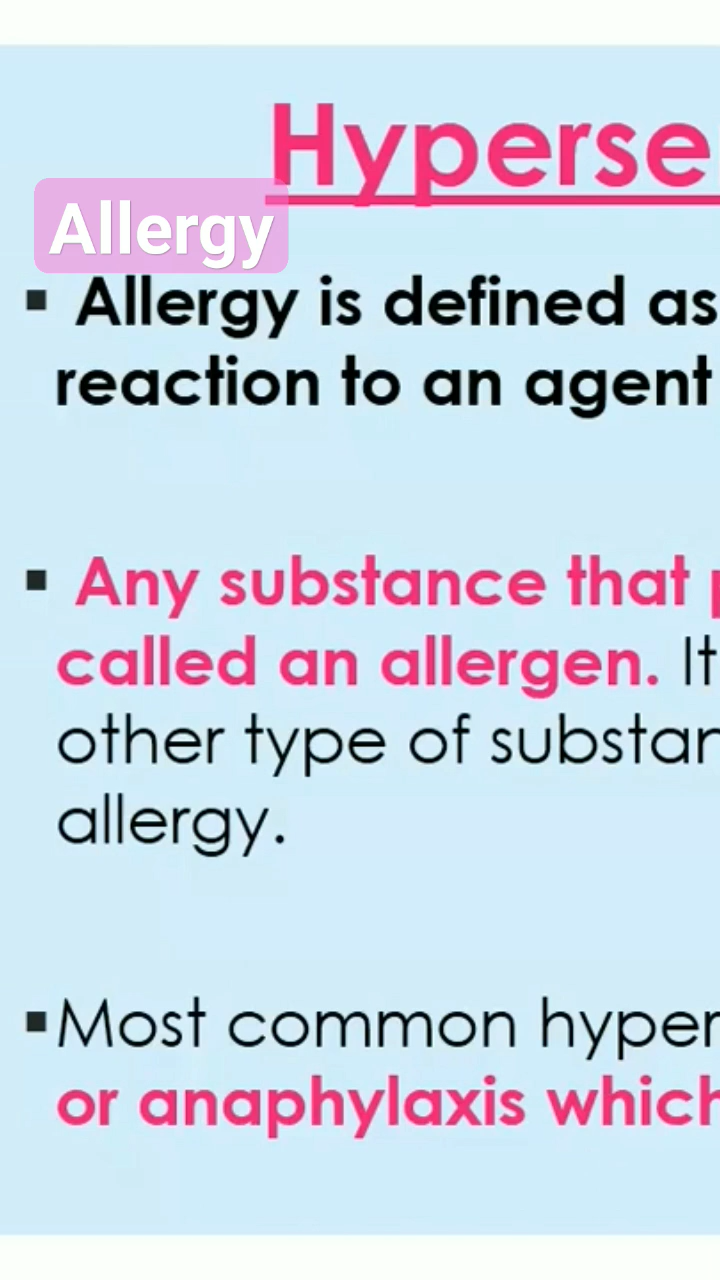 Hyperse
Allergy
▪ Allergy is defined as
reaction to an agent
▪ Any substance that
called an allergen. It
other type of substan
allergy.
▪Most common hyper
or anaphylaxis which